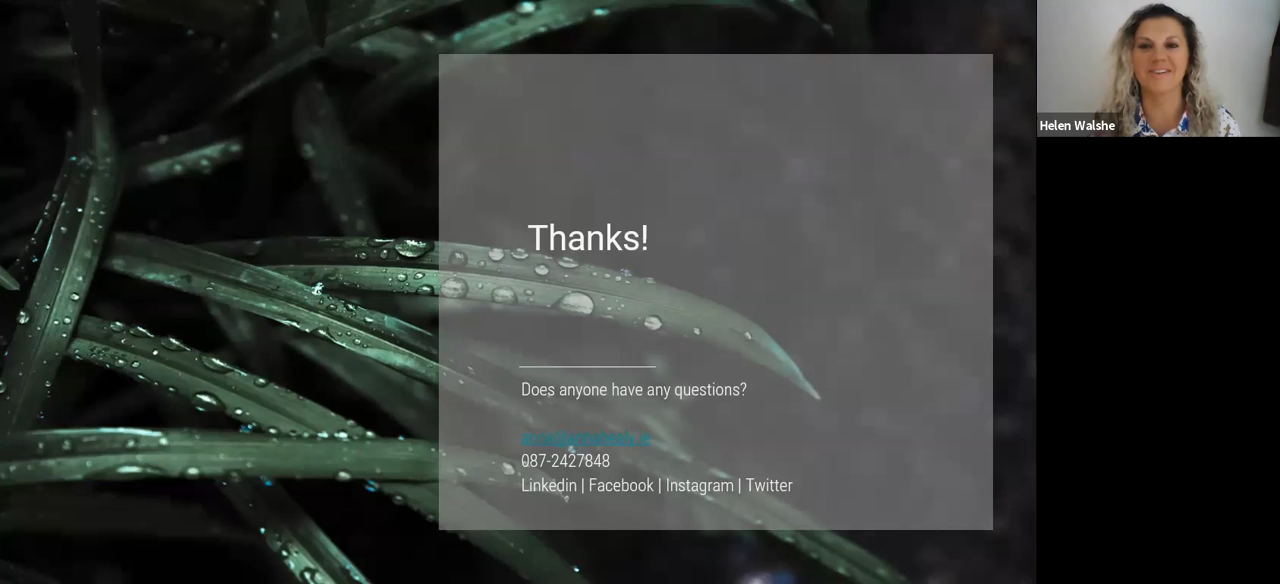 Helen Walshe
Thanks!
Does anyone have any questions?
087-2427848
Linkedin | Facebook | Instagram | Twitter